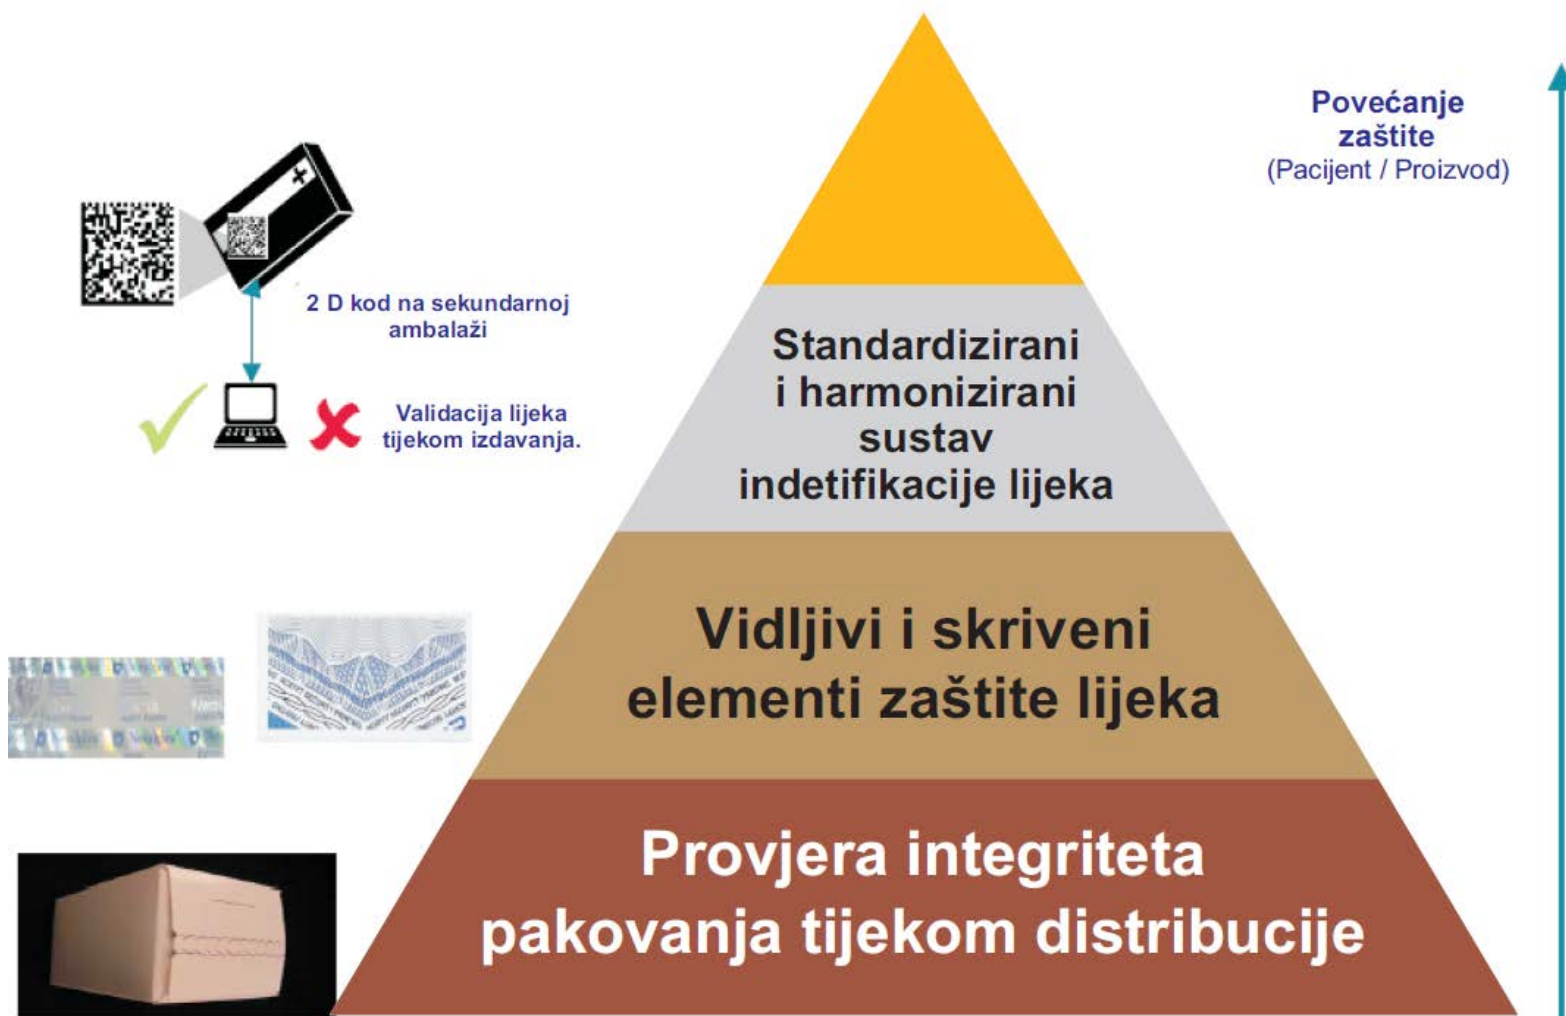 Povećanje
zaštite
(Pacijent / Proizvod)
2 D kod na sekundarnoj
ambalaži
Validacija lijeka
tijekom izdavanja.
Standardizirani
i harmonizirani
sustav
indetifikacije lijeka
Vidljivi i skriveni
elementi zaštite lijeka
Provjera integriteta
pakovanja tijekom distribucije